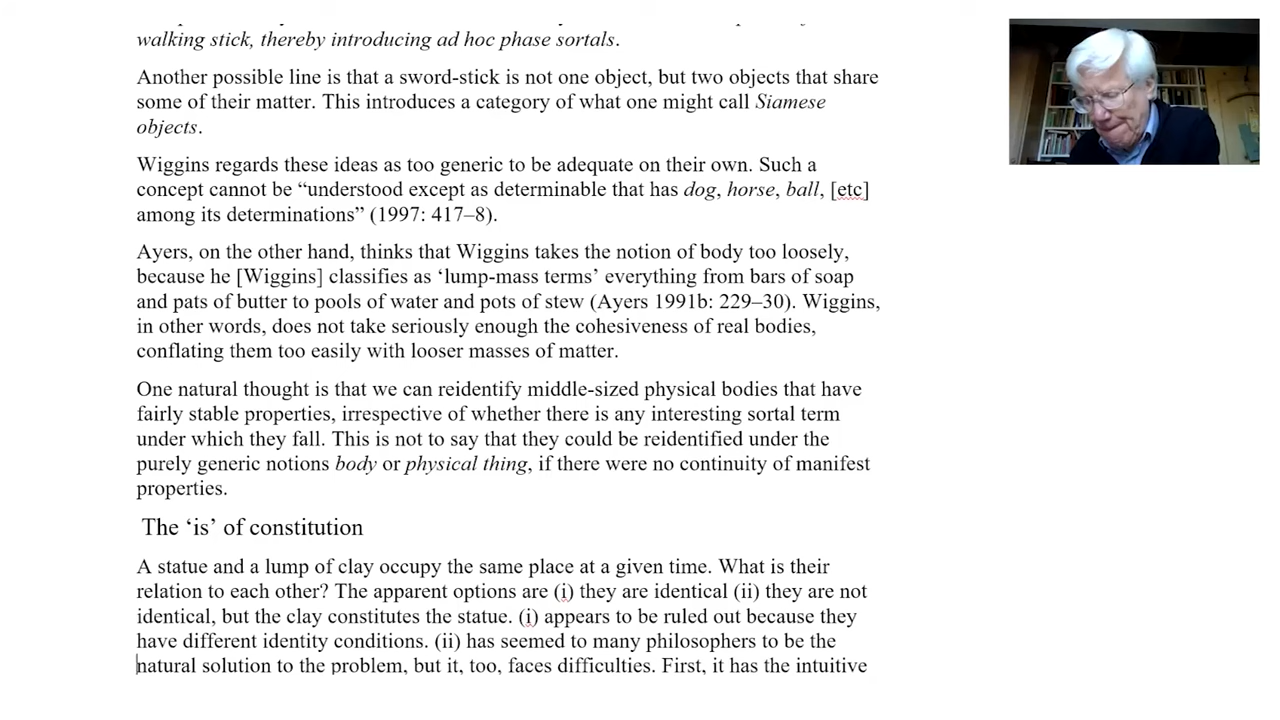 walking stick, thereby introducing ad hoc phase sortals.
Another possible line is that a sword-stick is not one object, but two objects that share
some of their matter. This introduces a category of what one might call Siamese
objects.
Wiggins regards these ideas as too generic to be adequate on their own. Such a
concept cannot be “understood except as determinable that has dog, horse, ball, [etc]
among its determinations” (1997: 417–8).
Ayers, on the other hand, thinks that Wiggins takes the notion of body too loosely,
because he [Wiggins] classifies as ‘lump-mass terms’ everything from bars of soap
and pats of butter to pools of water and pots of stew (Ayers 1991b: 229–30). Wiggins,
in other words, does not take seriously enough the cohesiveness of real bodies,
conflating them too easily with looser masses of matter.
One natural thought is that we can reidentify middle-sized physical bodies that have
fairly stable properties, irrespective of whether there is any interesting sortal term
under which they fall. This is not to say that they could be reidentified under the
purely generic notions body or physical thing, if there were no continuity of manifest
properties.
The ‘is’ of constitution
A statue and a lump of clay occupy the same place at a given time. What is their
relation to each other? The apparent options are (i) they are identical (ii) they are not
identical, but the clay constitutes the statue. (i) appears to be ruled out because they
have different identity conditions. (ii) has seemed to many philosophers to be the
natural solution to the problem, but it, too, faces difficulties. First, it has the intuitive